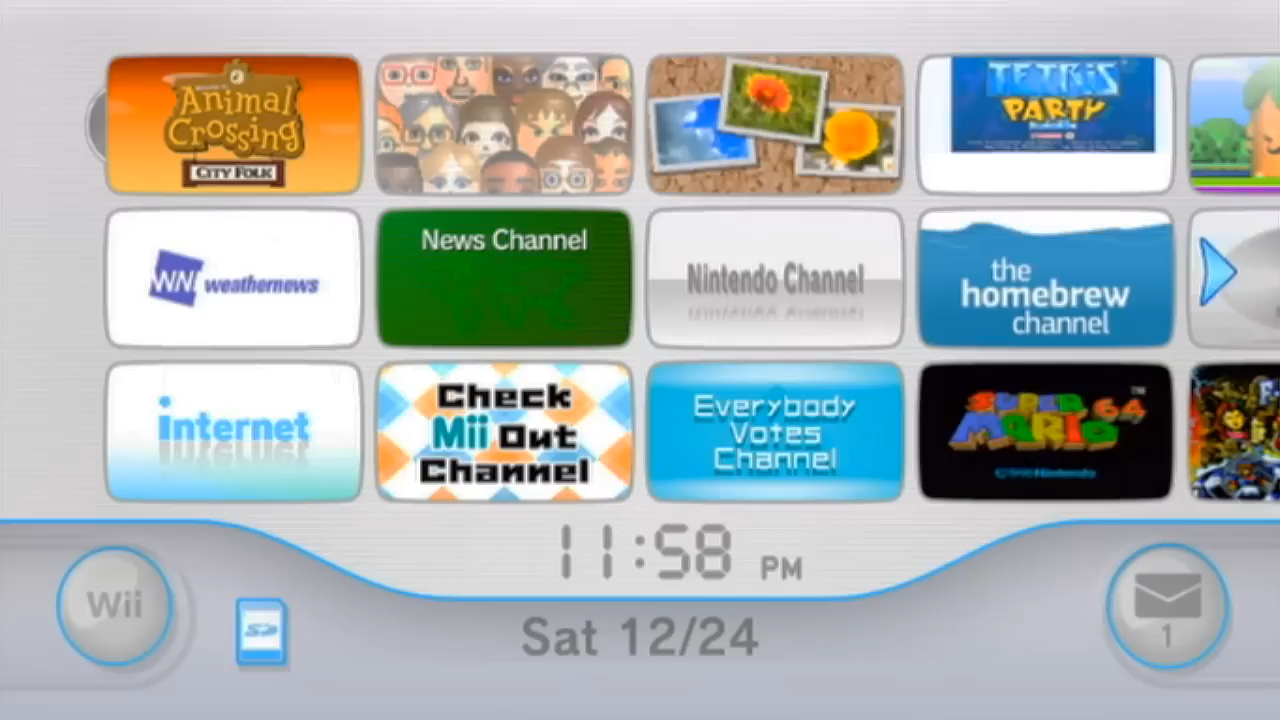 Animal
Crossing
CITY FOLK
TETRIS
PARTY
WN weathernews
News Channel
Nintendo Channel
the
homebrew
channel
internet
Check
Mii Out
Channel
Everybody
Votes
Channel
SUPER
MARIO 64
TM
11:58 PM
Wii
SD
Sat 12/24
1